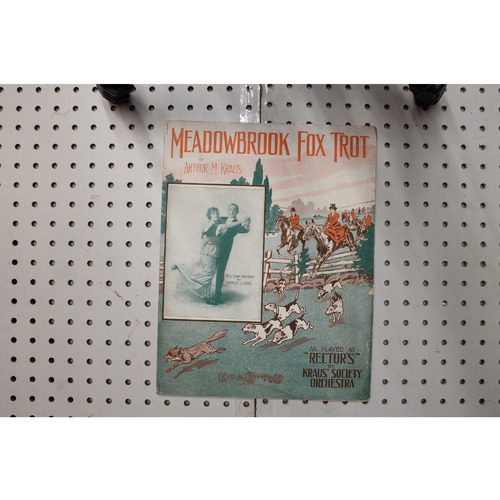 MEADOWBROOK FOX TROT
BY
ARTHUR M. KRAUS
AS PLAYED AT
"RECTOR'S"
BY
KRAUS' SOCIETY
ORCHESTRA